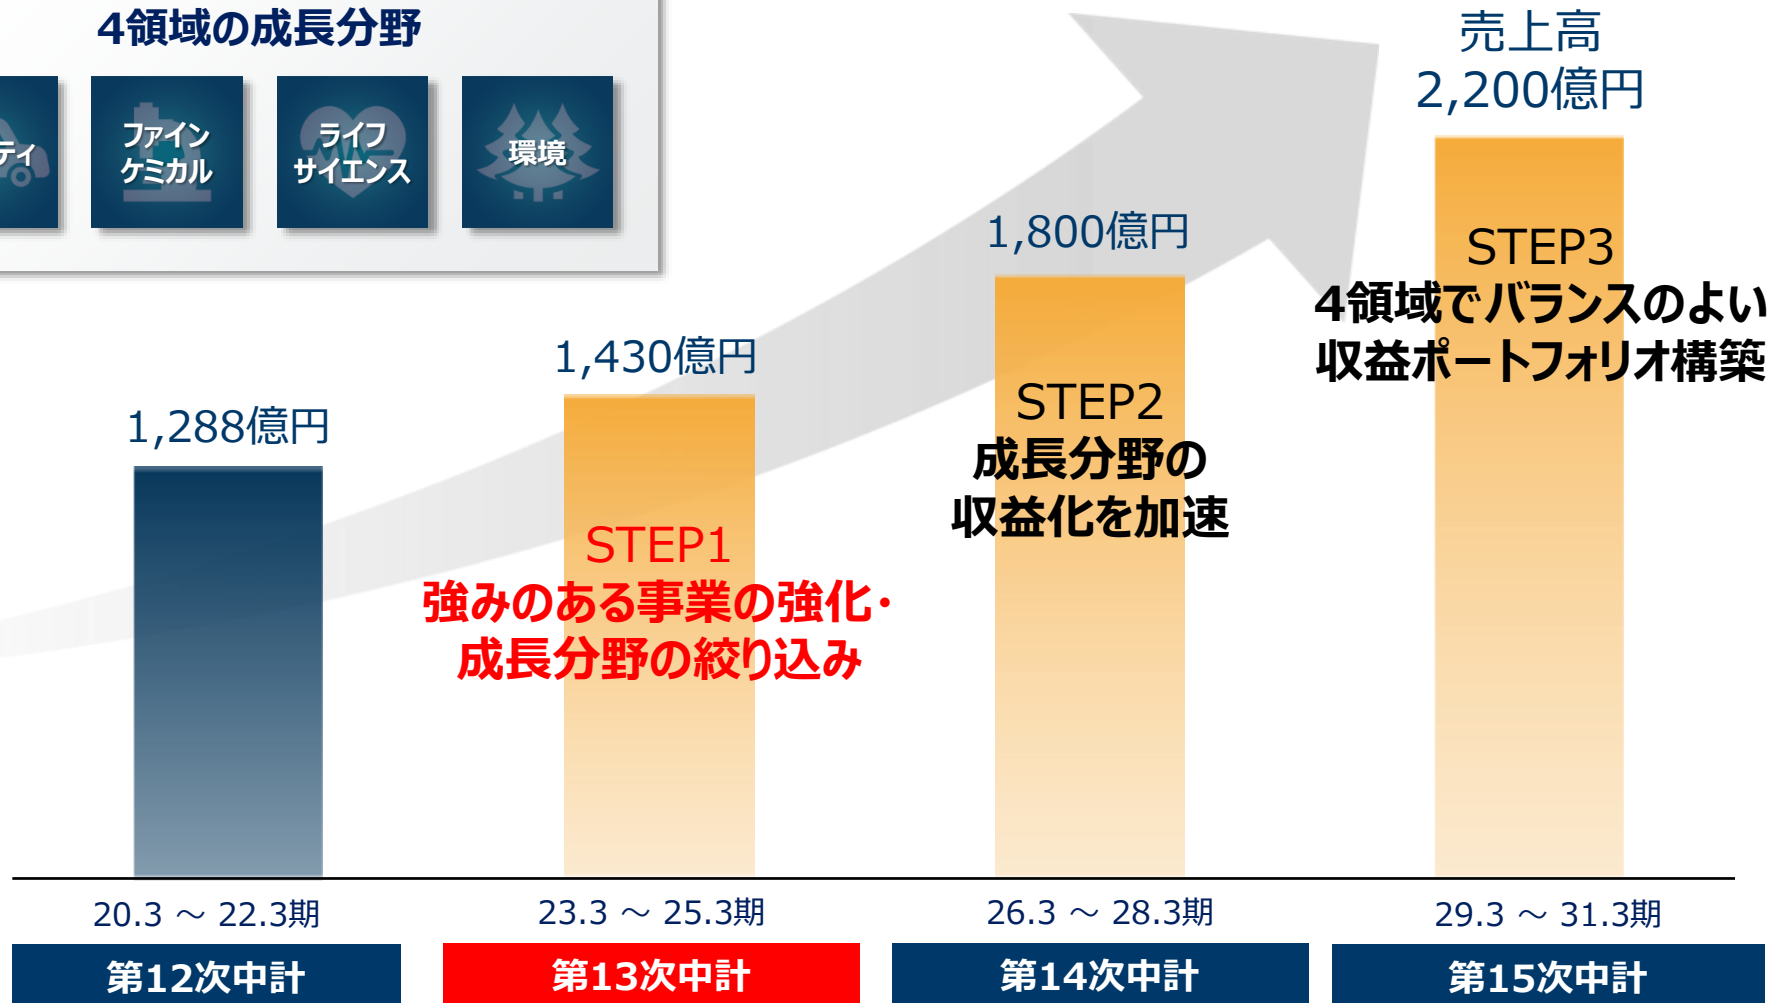 4領域の成長分野
ティ
ファイン
ケミカル
ライフ
サイエンス
環境
売上高
2,200億円
1,800億円
1,430億円
1,288億円
STEP1
強みのある事業の強化・
成長分野の絞り込み
STEP2
成長分野の
収益化を加速
STEP3
4領域でバランスのよい
収益ポートフォリオ構築
20.3 ～ 22.3期
23.3 ～ 25.3期
26.3 ～ 28.3期
29.3 ～ 31.3期
第12次中計
第13次中計
第14次中計
第15次中計